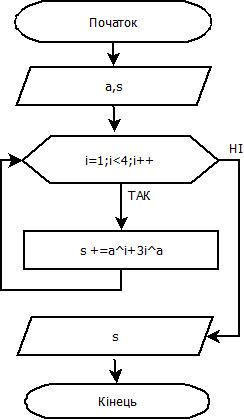 Початок
a,s
i=1;i<4;i++
НІ
ТАК
s +=a^i+3i^a
s
Кінець